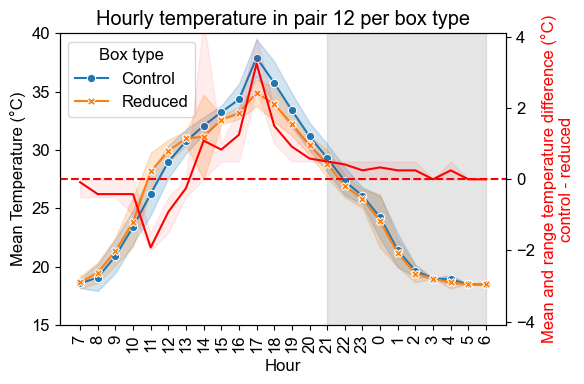 Hourly temperature in pair 12 per box type
Mean Temperature (°C)
40
35
30
25
20
15
Box type
Control
Reduced
4
2
0
−2
−4
Mean and range temperature difference (°C)
control - reduced
7 8 9 10 11 12 13 14 15 16 17 18 19 20 21 22 23 0 1 2 3 4 5 6
Hour